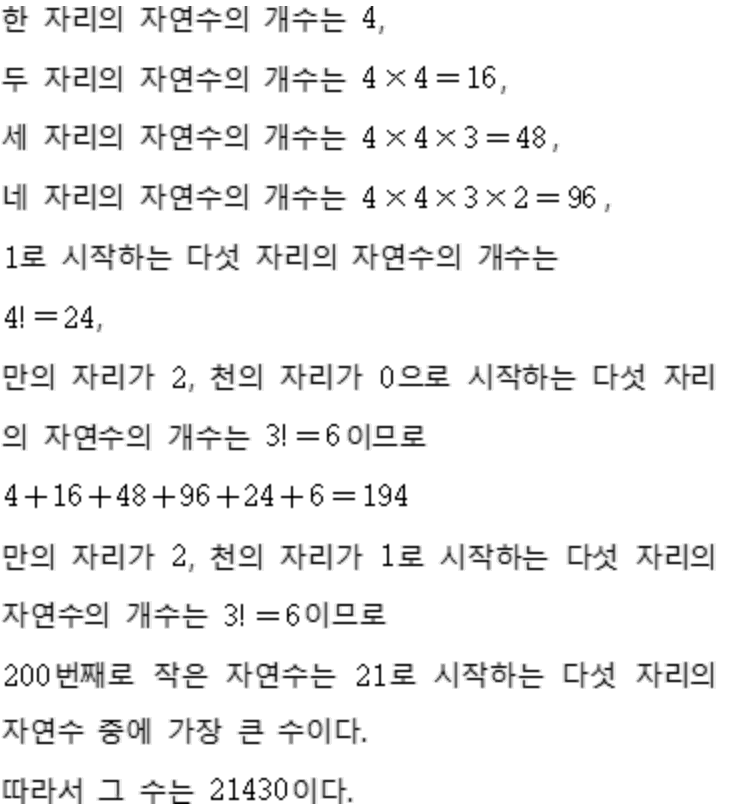 한 자리의 자연수의 개수는 4,
두 자리의 자연수의 개수는 4×4=16,
세 자리의 자연수의 개수는 4×4×3=48,
네 자리의 자연수의 개수는 4×4×3×2=96,
1로 시작하는 다섯 자리의 자연수의 개수는
4!=24,
만의 자리가 2, 천의 자리가 0으로 시작하는 다섯 자리
의 자연수의 개수는 3!=6이므로
4+16+48+96+24+6=194
만의 자리가 2, 천의 자리가 1로 시작하는 다섯 자리의
자연수의 개수는 3!=6이므로
200번째로 작은 자연수는 21로 시작하는 다섯 자리의
자연수 중에 가장 큰 수이다.
따라서 그 수는 21430이다.